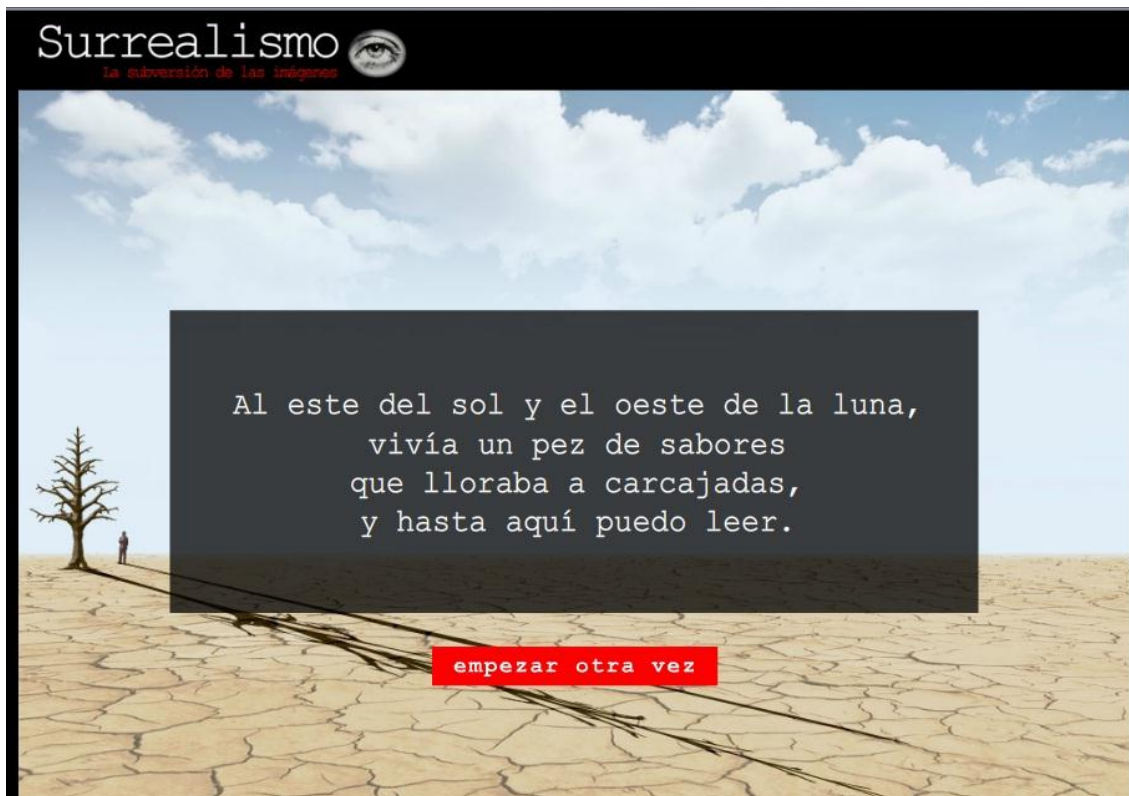 Surrealismo
La subversión de las imágenes
Al este del sol y el oeste de la luna,
vivía un pez de sabores
que lloraba a carcajadas,
y hasta aquí puedo leer.
empezar otra vez